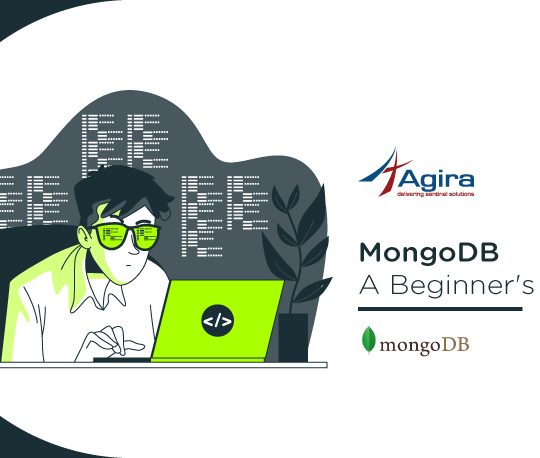 Agira
delivering sentinel solutions
MongoDB
A Beginner's
</>
mongoDB